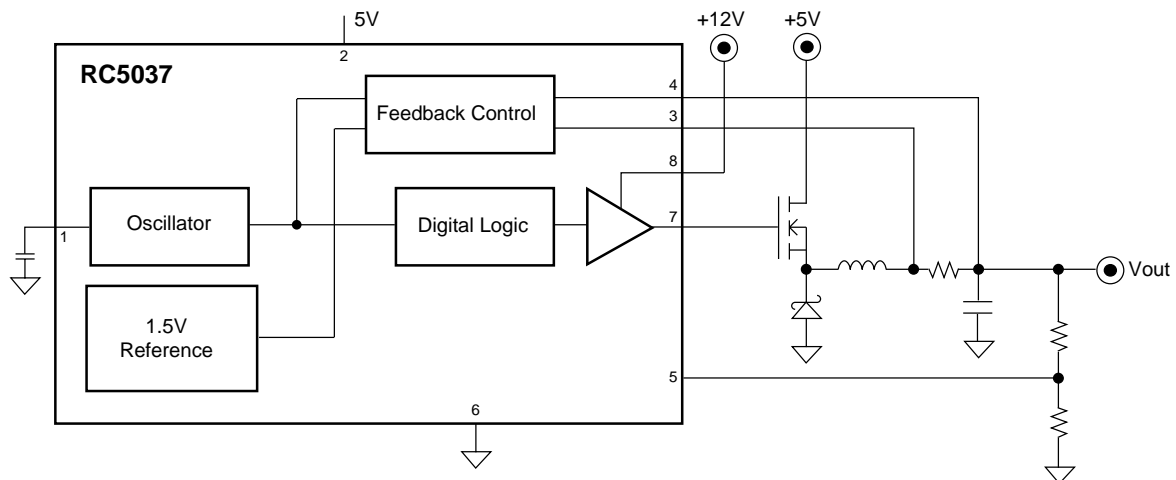 5V
+12V
+5V
2
RC5037
4
Feedback Control
3
8
Oscillator
Digital Logic
7
1
Vout
1.5V
Reference
5
6